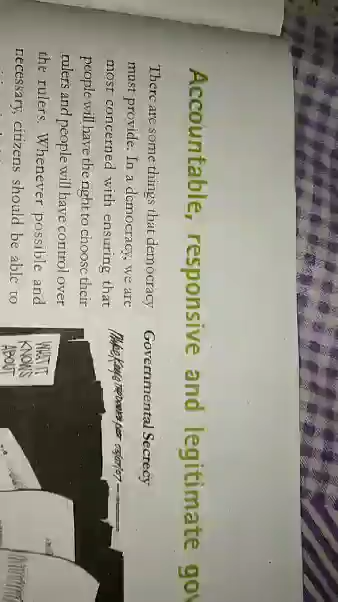 Accountable, responsive and legitimate gov
There are some things that democracy
must provide. In a democracy, we are
most concerned with ensuring that
people will have the right to choose their
rulers and people will have control over
the rulers. Whenever possible and
necessary, citizens should be able to
Governmental Secrecy
WHAT IT
KNOWS
ABOUT